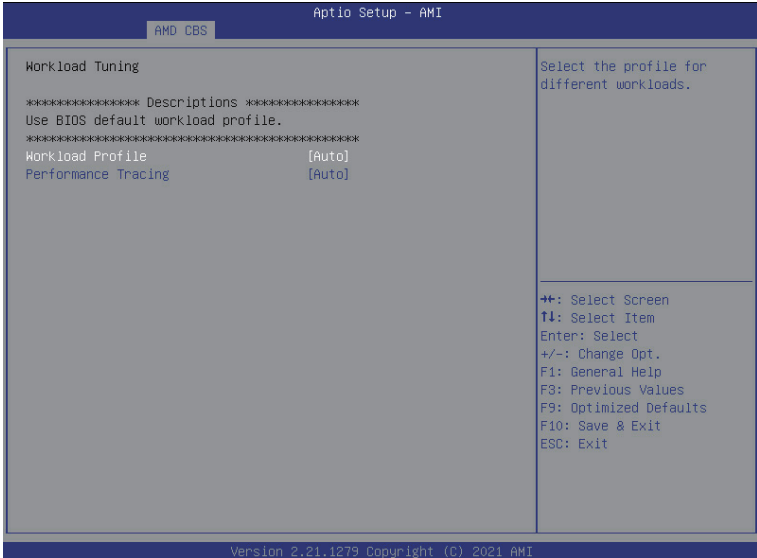 Aptio Setup – AMI
AMD CBS
Workload Tuning
**************** Descriptions ****************
Use BIOS default workload profile.
***********************************************
Workload Profile [Auto]
Performance Tracing [Auto]
Select the profile for
different workloads.
→←: Select Screen
↑↓: Select Item
Enter: Select
+/-: Change Opt.
F1: General Help
F3: Previous Values
F9: Optimized Defaults
F10: Save & Exit
ESC: Exit
Version 2.21.1279 Copyright (C) 2021 AMI